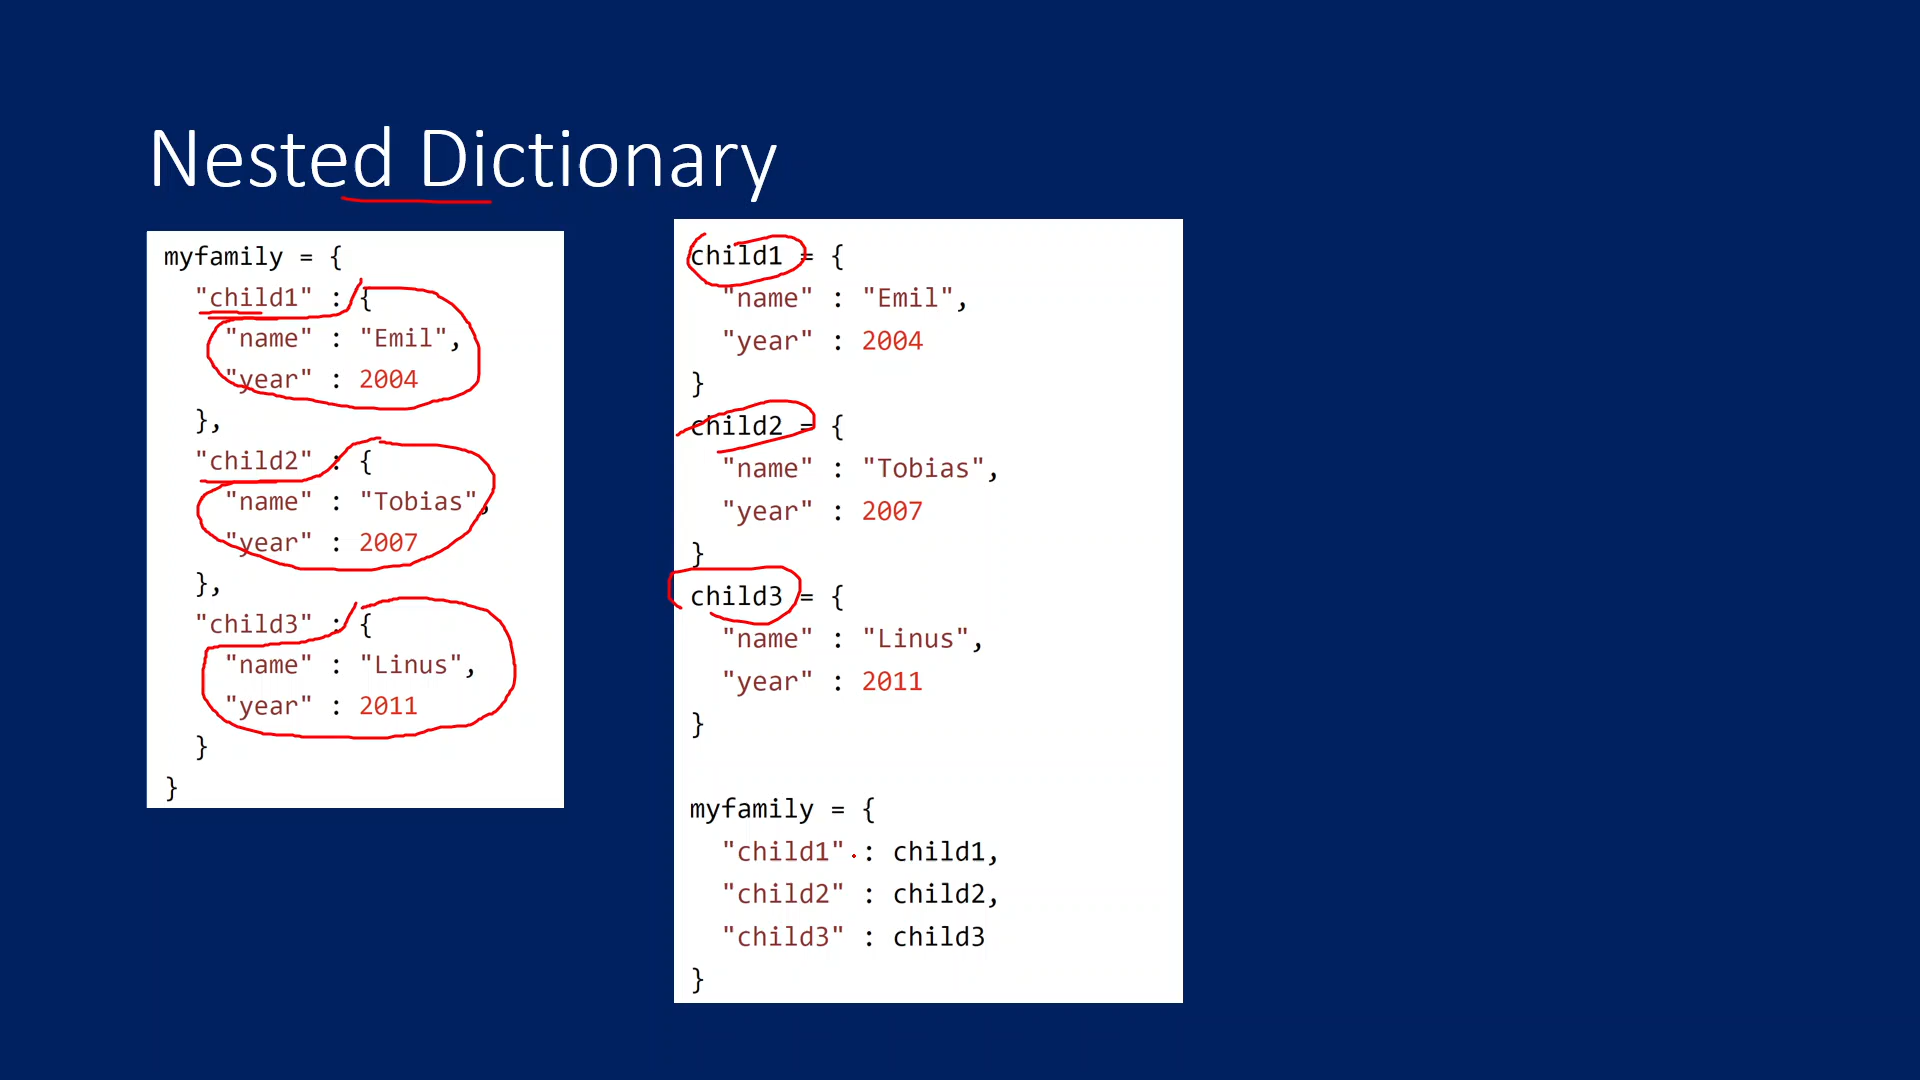 Nested Dictionary
myfamily = {
  "child1" : {
    "name" : "Emil",
    "year" : 2004
  },
  "child2" : {
    "name" : "Tobias",
    "year" : 2007
  },
  "child3" : {
    "name" : "Linus",
    "year" : 2011
  }
}
child1 = {
  "name" : "Emil",
  "year" : 2004
}
child2 = {
  "name" : "Tobias",
  "year" : 2007
}
child3 = {
  "name" : "Linus",
  "year" : 2011
}
myfamily = {
  "child1" : child1,
  "child2" : child2,
  "child3" : child3
}